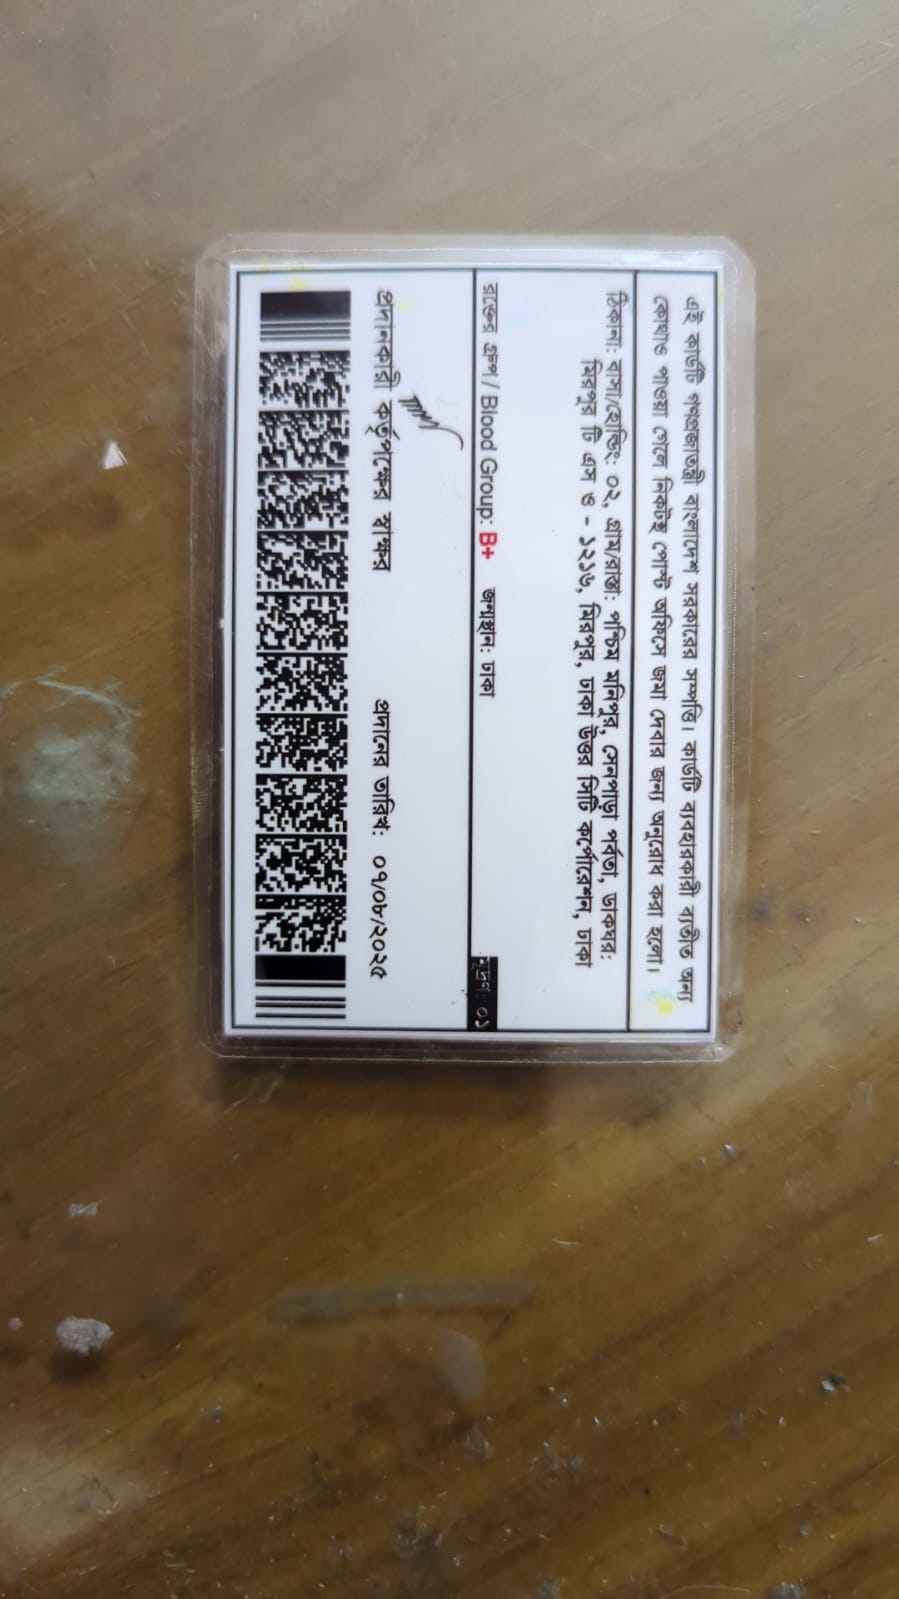 এই কার্ডটি গণপ্রজাতন্ত্রী বাংলাদেশ সরকারের সম্পত্তি। কার্ডটি ব্যবহারকারী ব্যতীত অন্য
কোথাও পাওয়া গেলে নিকটস্থ পোস্ট অফিসে জমা দেবার জন্য অনুরোধ করা হলো।
ঠিকানা: বাসা/হোল্ডিং: ০২, গ্রাম/রাস্তা: পশ্চিম মনিপুর, সেনপাড়া পর্বতা, ডাকঘর:
মিরপুর টি এস ও - ১২১৬, মিরপুর, ঢাকা উত্তর সিটি কর্পোরেশন, ঢাকা
রক্তের গ্রুপ / Blood Group: B+ জন্মস্থান: ঢাকা মুদ্রণ: ০১
প্রদানকারী কর্তৃপক্ষের স্বাক্ষর প্রদানের তারিখ: ০৭/০৮/২০২৫